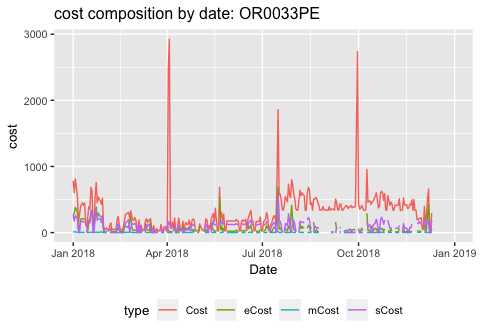 cost composition by date: OR0033PE
3000
2000
1000
0
cost
Jan 2018
Apr 2018
Jul 2018
Oct 2018
Jan 2019
Date
type
Cost
eCost
mCost
sCost